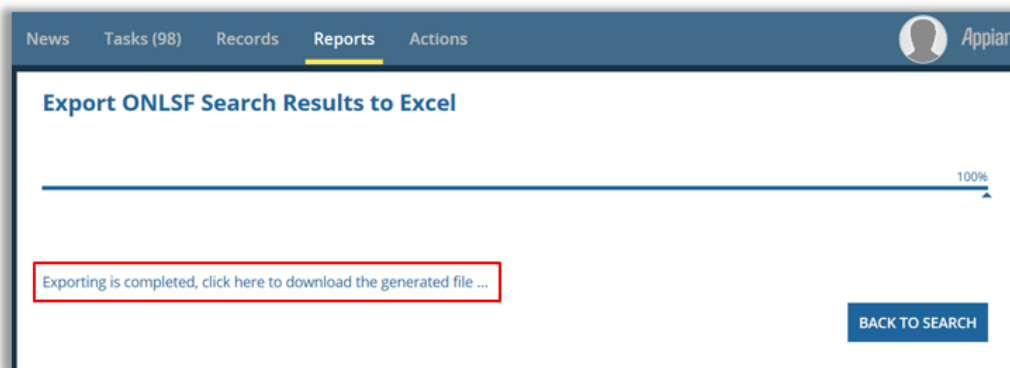 News Tasks (98) Records Reports Actions Appian
Export ONLSF Search Results to Excel
100%
Exporting is completed, click here to download the generated file ...
BACK TO SEARCH